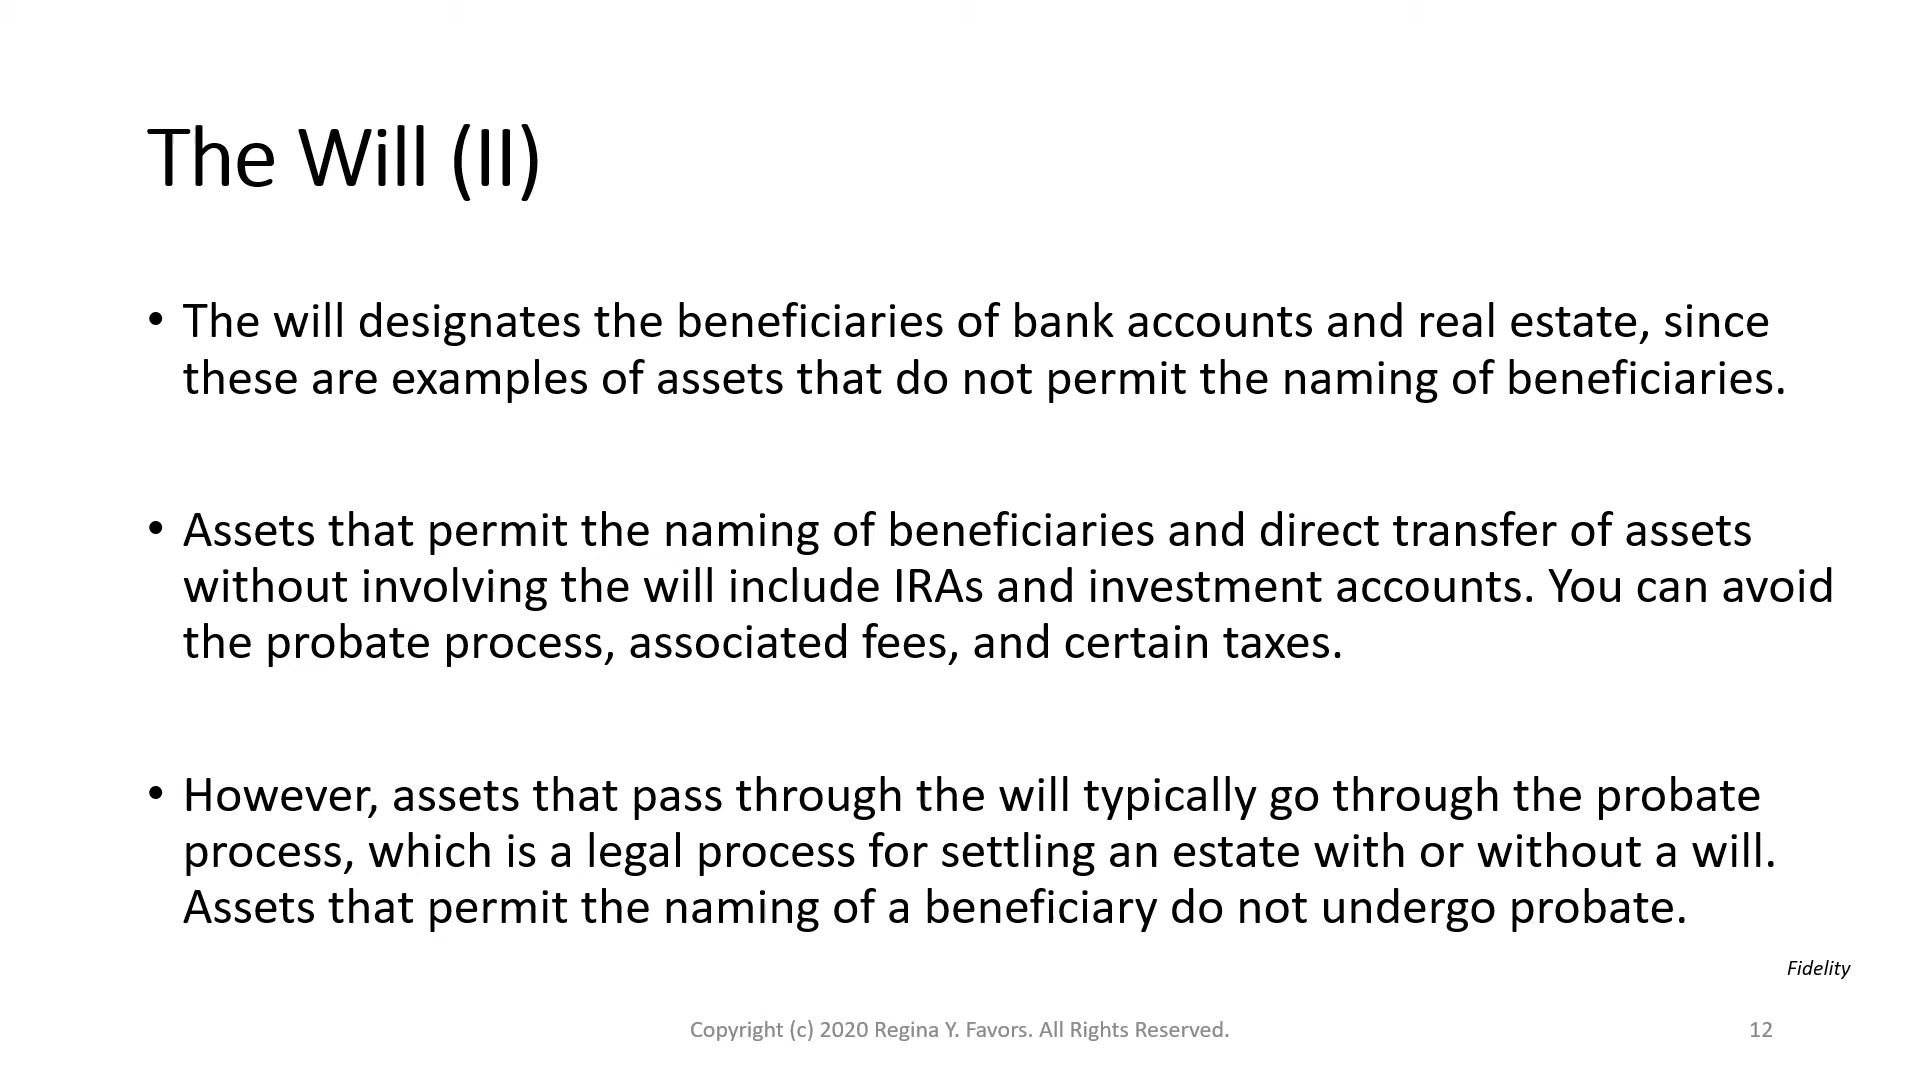 The Will (II)
• The will designates the beneficiaries of bank accounts and real estate, since
these are examples of assets that do not permit the naming of beneficiaries.
• Assets that permit the naming of beneficiaries and direct transfer of assets
without involving the will include IRAs and investment accounts. You can avoid
the probate process, associated fees, and certain taxes.
• However, assets that pass through the will typically go through the probate
process, which is a legal process for settling an estate with or without a will.
Assets that permit the naming of a beneficiary do not undergo probate.
Fidelity
Copyright (c) 2020 Regina Y. Favors. All Rights Reserved.
12